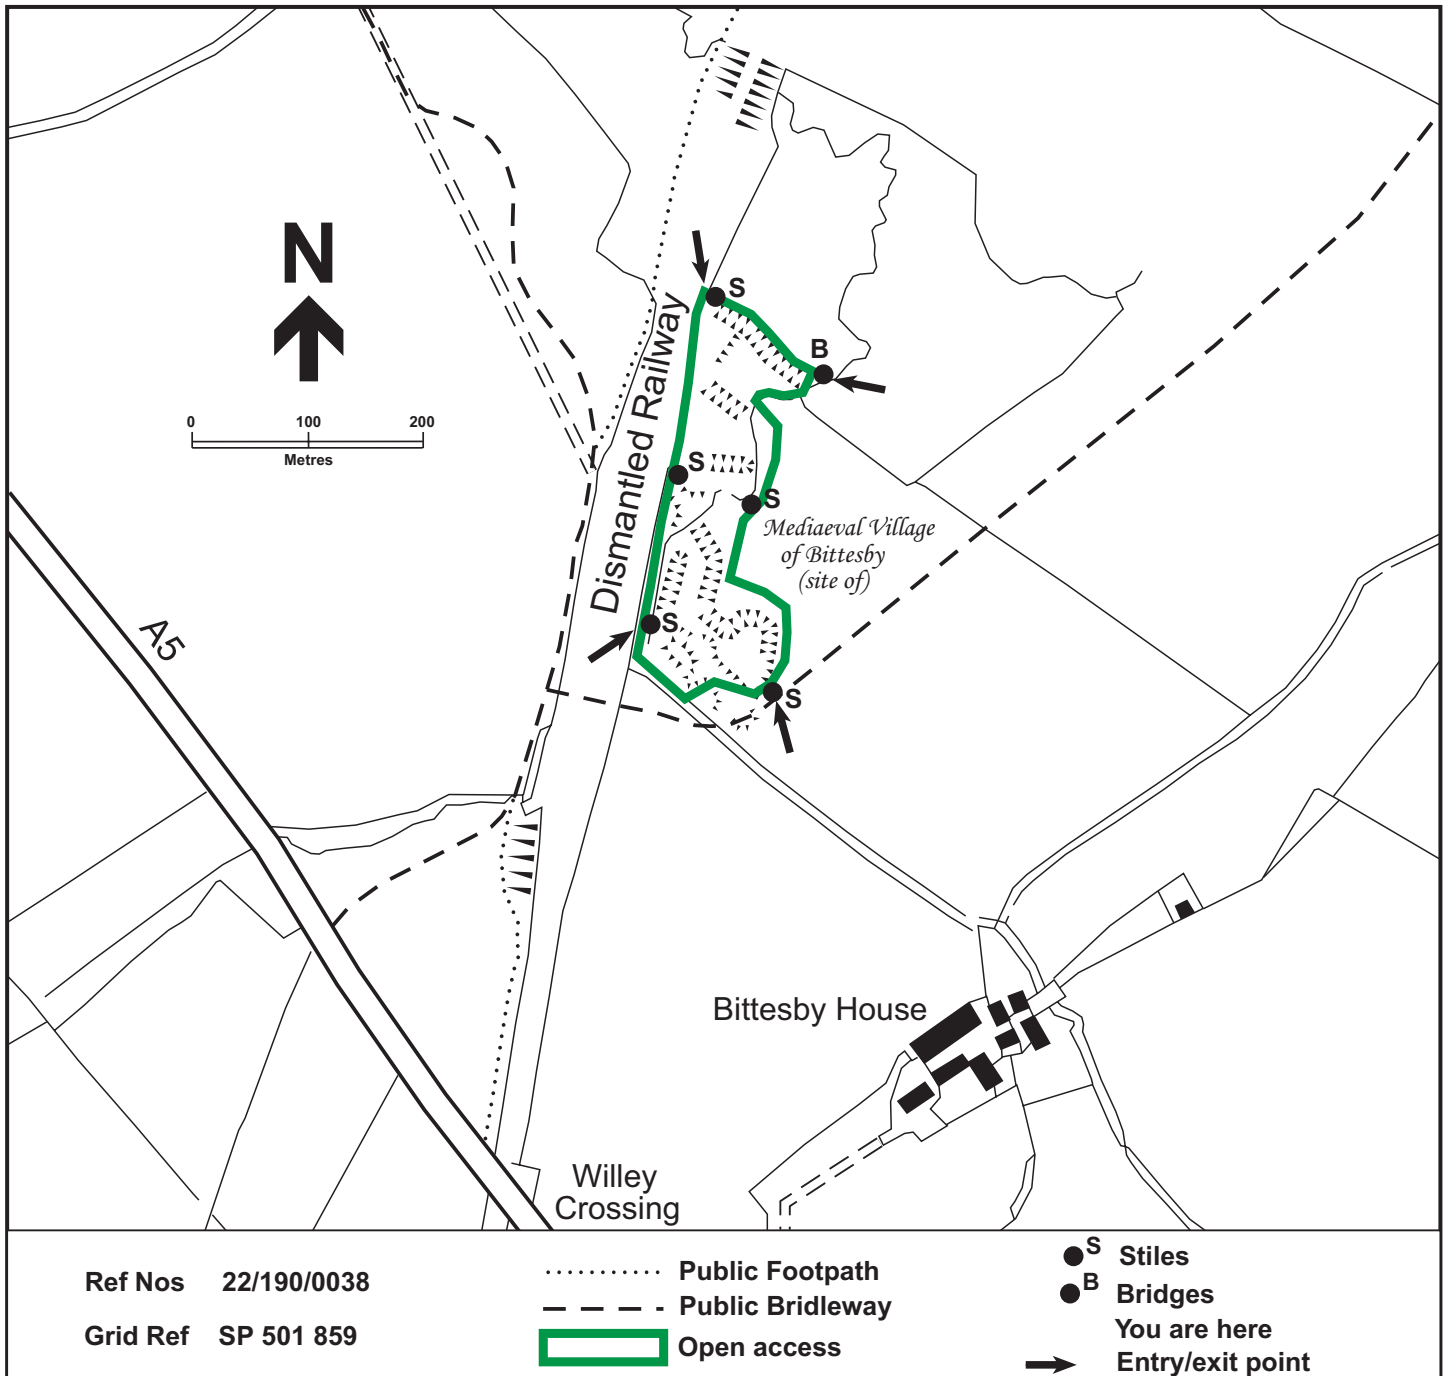 N
0 100 200
Metres
S
B
S
S
S
S
Dismantled Railway
Mediaeval Village
of Bittesby
(site of)
A5
Bittesby House
Willey
Crossing
Ref Nos 22/190/0038
Grid Ref SP 501 859
Public Footpath
Public Bridleway
Open access
S Stiles
B Bridges
You are here
Entry/exit point